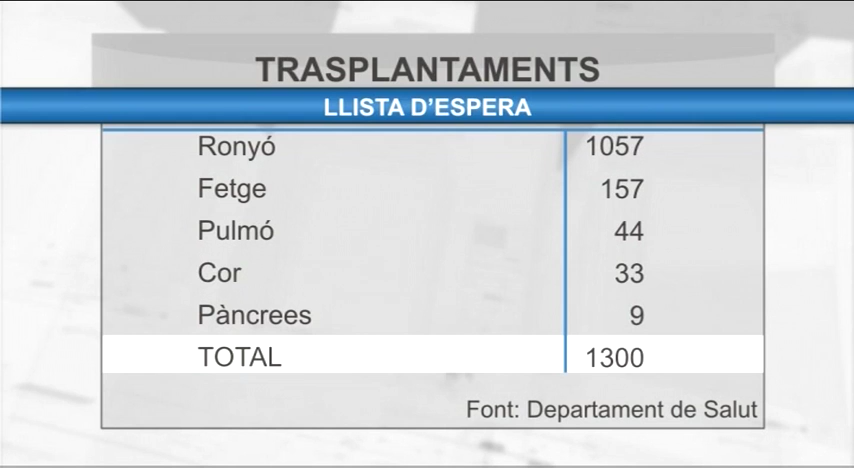 TRASPLANTAMENTS
LLISTA D'ESPERA
Ronyó 1057
Fetge 157
Pulmó 44
Cor 33
Pàncrees 9
TOTAL 1300
Font: Departament de Salut